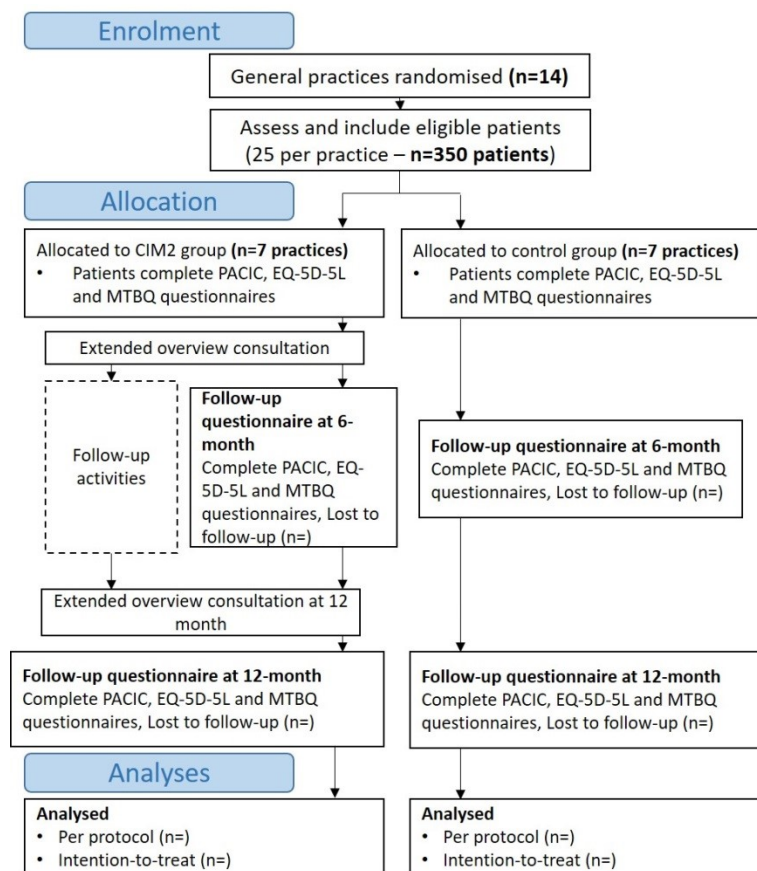 Enrolment
General practices randomised (n=14)
Assess and include eligible patients
(25 per practice – n=350 patients)
Allocation
Allocated to CIM2 group (n=7 practices)
• Patients complete PACIC, EQ-5D-5L
and MTBQ questionnaires
Allocated to control group (n=7 practices)
• Patients complete PACIC, EQ-5D-5L
and MTBQ questionnaires
Extended overview consultation
Follow-up
activities
Follow-up
questionnaire at 6-
month
Complete PACIC, EQ-
5D-5L and MTBQ
questionnaires, Lost to
follow-up (n=)
Follow-up questionnaire at 6-month
Complete PACIC, EQ-5D-5L and MTBQ
questionnaires, Lost to follow-up (n=)
Extended overview consultation at 12
month
Follow-up questionnaire at 12-month
Complete PACIC, EQ-5D-5L and MTBQ
questionnaires, Lost to follow-up (n=)
Follow-up questionnaire at 12-month
Complete PACIC, EQ-5D-5L and MTBQ
questionnaires, Lost to follow-up (n=)
Analyses
Analysed
• Per protocol (n=)
• Intention-to-treat (n=)
Analysed
• Per protocol (n=)
• Intention-to-treat (n=)